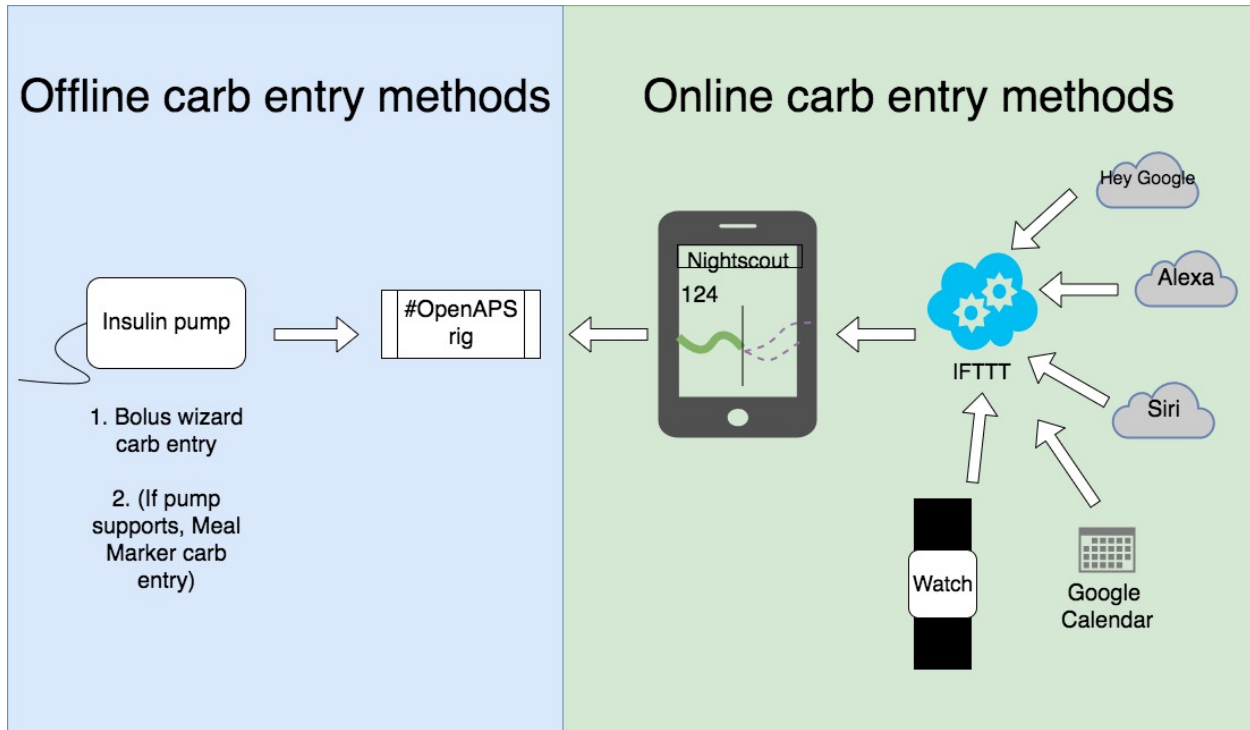 Offline carb entry methods
Insulin pump
1. Bolus wizard
carb entry
2. (If pump
supports, Meal
Marker carb
entry)
#OpenAPS
rig
Online carb entry methods
Nightscout
124
IFTTT
Hey Google
Alexa
Siri
Watch
Google
Calendar